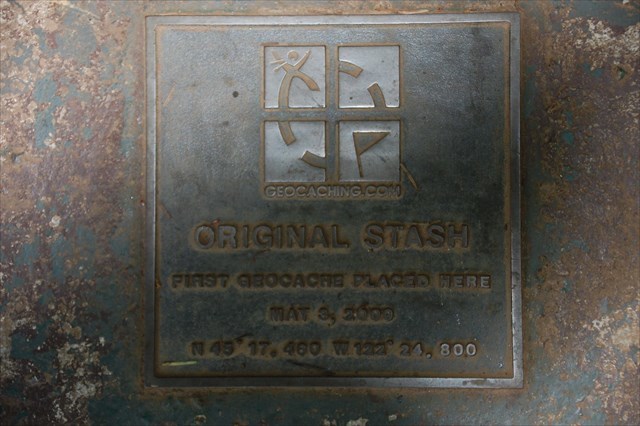 GEOCACHING.COM
ORIGINAL STASH
FIRST GEOCACHE PLACED HERE
MAY 3, 2000
N 45° 17. 460 W 122° 24. 800